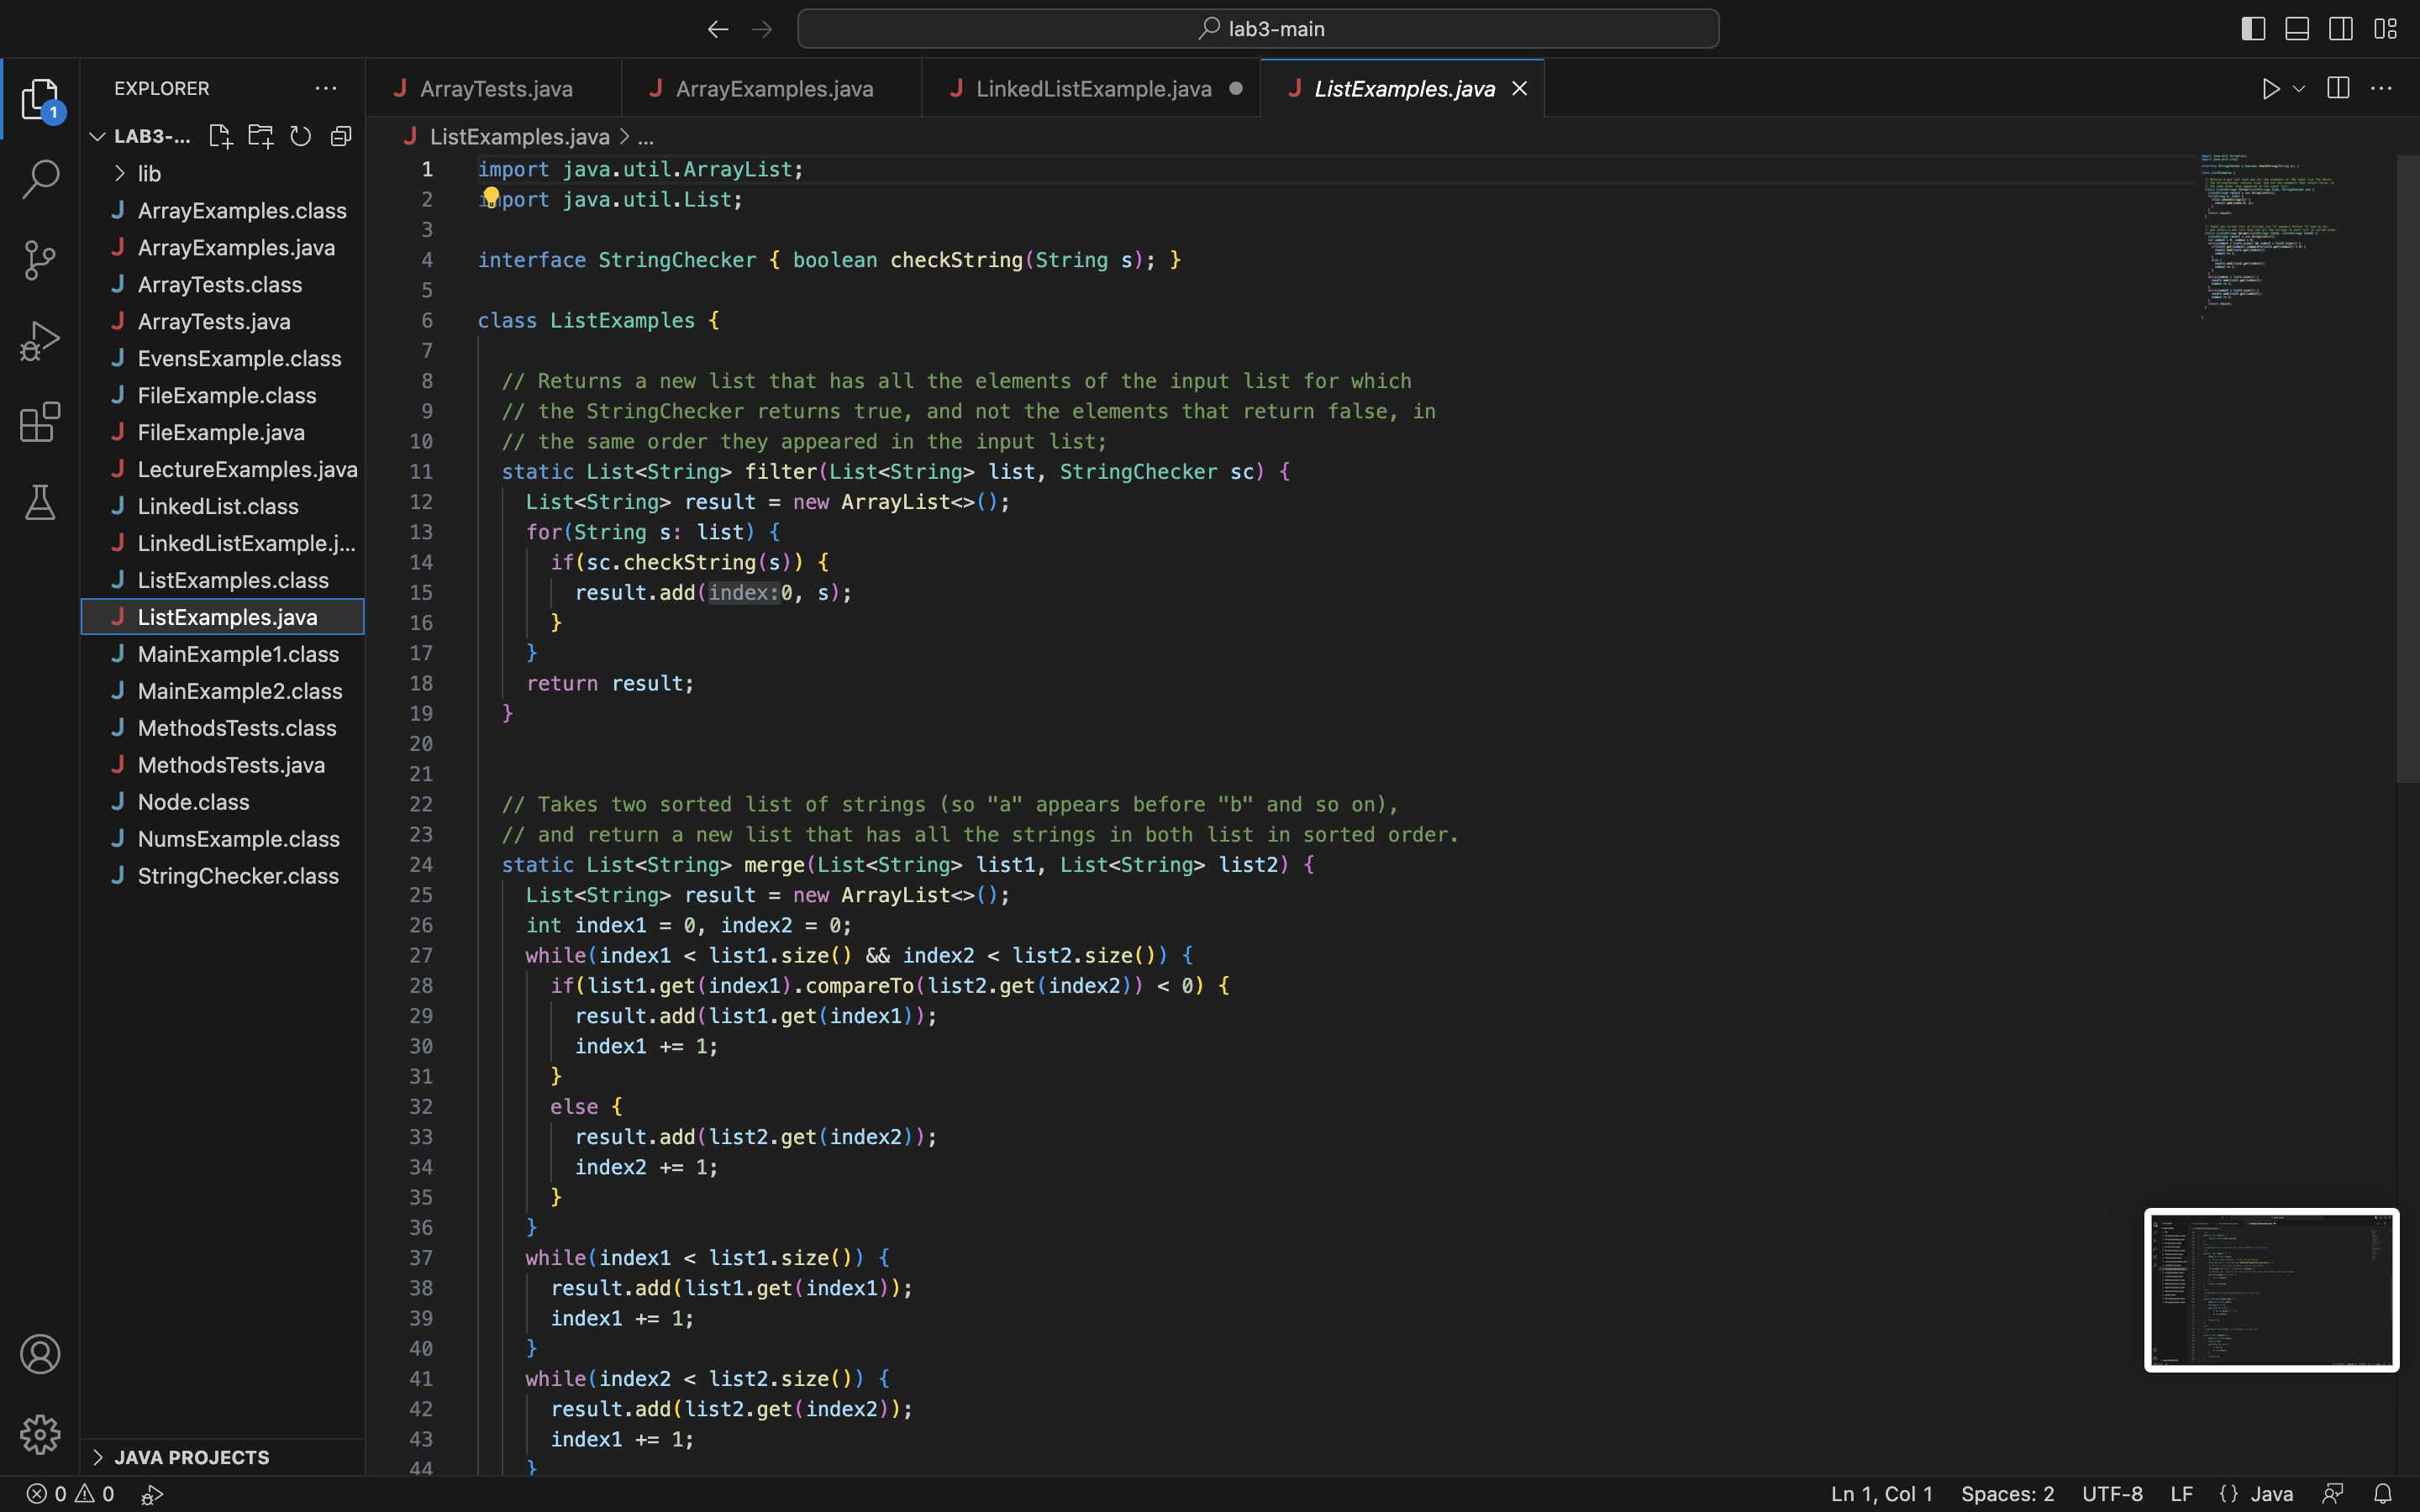 lab3-main
EXPLORER
LAB3-...
lib
ArrayExamples.class
ArrayExamples.java
ArrayTests.class
ArrayTests.java
EvensExample.class
FileExample.class
FileExample.java
LectureExamples.java
LinkedList.class
LinkedListExample.j...
ListExamples.class
ListExamples.java
MainExample1.class
MainExample2.class
MethodsTests.class
MethodsTests.java
Node.class
NumsExample.class
StringChecker.class
JAVA PROJECTS
ArrayTests.java
ArrayExamples.java
LinkedListExample.java
ListExamples.java
ListExamples.java > ...
1 import java.util.ArrayList;
2 import java.util.List;
3
4 interface StringChecker { boolean checkString(String s); }
5
6 class ListExamples {
7
8 // Returns a new list that has all the elements of the input list for which
9 // the StringChecker returns true, and not the elements that return false, in
10 // the same order they appeared in the input list;
11 static List<String> filter(List<String> list, StringChecker sc) {
12 List<String> result = new ArrayList<>();
13 for(String s: list) {
14 if(sc.checkString(s)) {
15 result.add(index:0, s);
16 }
17 }
18 return result;
19 }
20
21
22 // Takes two sorted list of strings (so "a" appears before "b" and so on),
23 // and return a new list that has all the strings in both list in sorted order.
24 static List<String> merge(List<String> list1, List<String> list2) {
25 List<String> result = new ArrayList<>();
26 int index1 = 0, index2 = 0;
27 while(index1 < list1.size() && index2 < list2.size()) {
28 if(list1.get(index1).compareTo(list2.get(index2)) < 0) {
29 result.add(list1.get(index1));
30 index1 += 1;
31 }
32 else {
33 result.add(list2.get(index2));
34 index2 += 1;
35 }
36 }
37 while(index1 < list1.size()) {
38 result.add(list1.get(index1));
39 index1 += 1;
40 }
41 while(index2 < list2.size()) {
42 result.add(list2.get(index2));
43 index1 += 1;
44 }
1
0 0
Ln 1, Col 1 Spaces: 2 UTF-8 LF {} Java